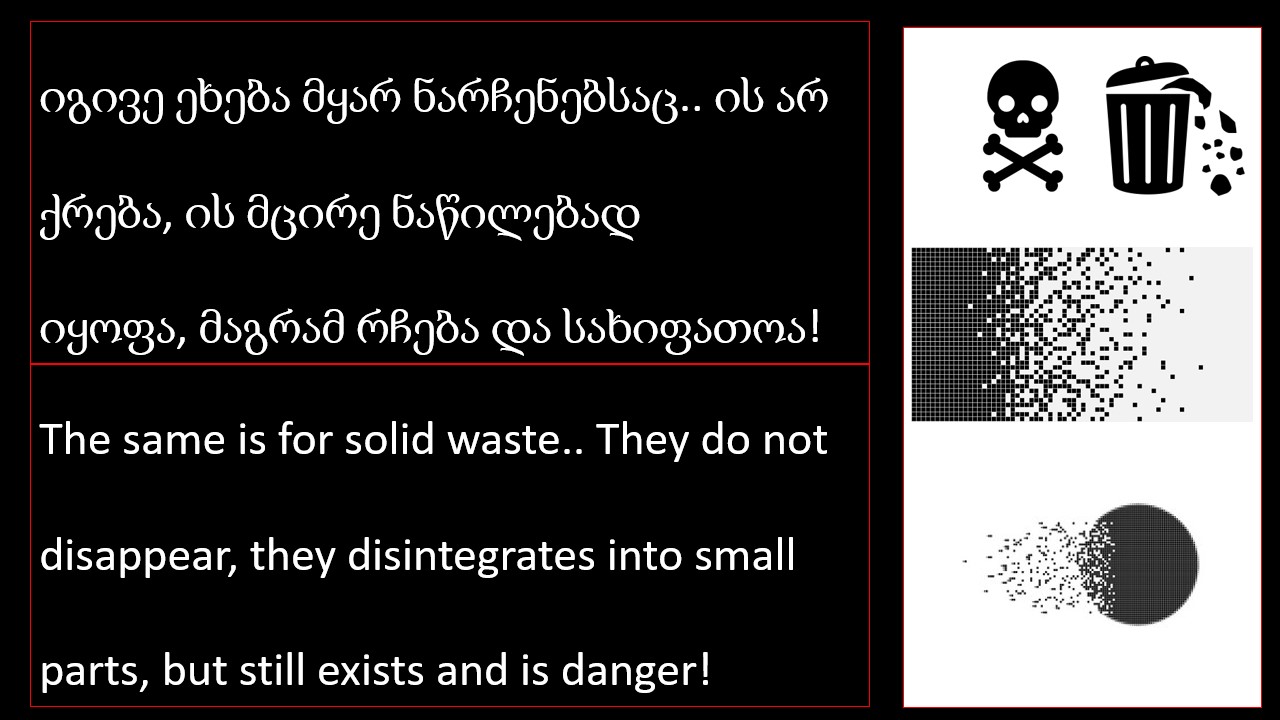 იგივე ეხება მყარ ნარჩენებსაც.. ის არ
ქრება, ის მცირე ნაწილებად
იყოფა, მაგრამ რჩება და სახიფათოა!
The same is for solid waste.. They do not
disappear, they disintegrates into small
parts, but still exists and is danger!